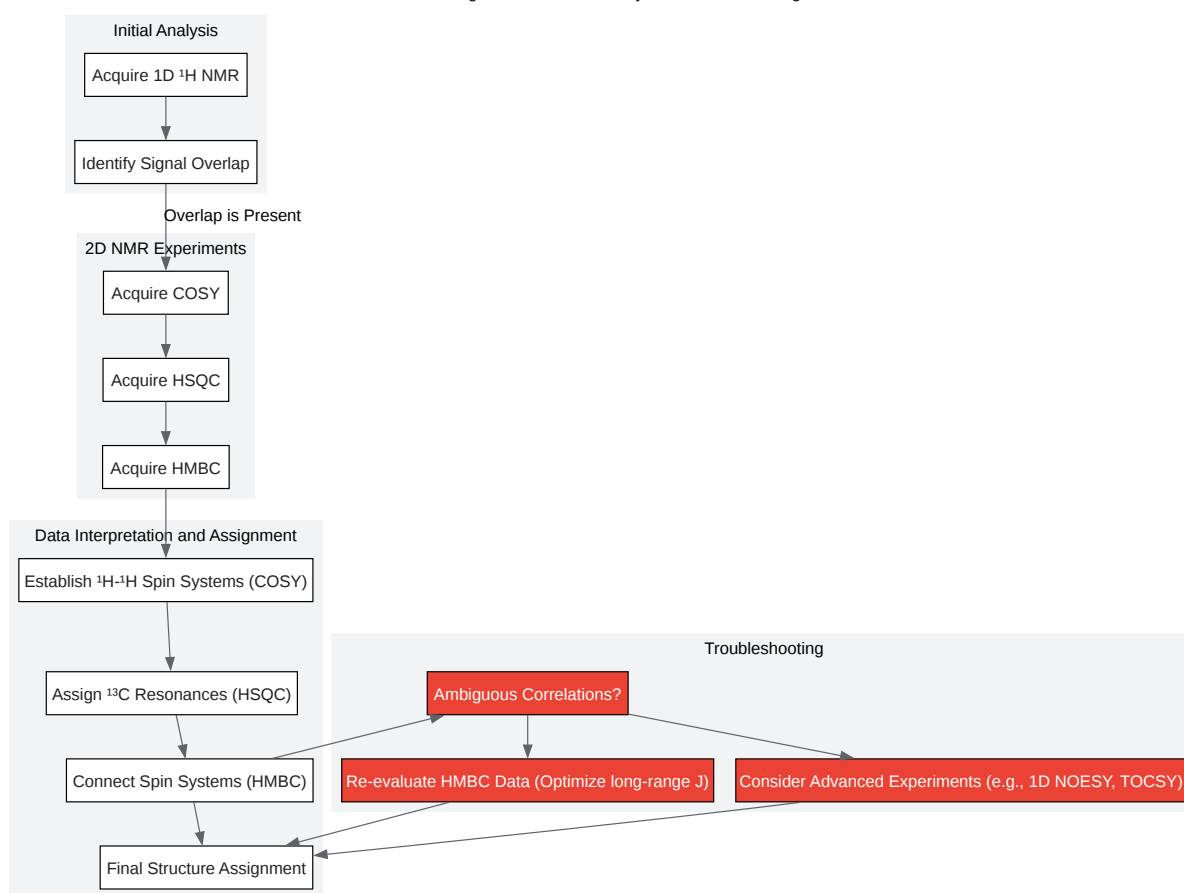 Initial Analysis
Acquire 1D ¹H NMR
Identify Signal Overlap
Overlap is Present
2D NMR Experiments
Acquire COSY
Acquire HSQC
Acquire HMBC
Data Interpretation and Assignment
Establish ¹H-¹H Spin Systems (COSY)
Troubleshooting
Assign ¹³C Resonances (HSQC)
Ambiguous Correlations?
Connect Spin Systems (HMBC)
Re-evaluate HMBC Data (Optimize long-range J)
Consider Advanced Experiments (e.g., 1D NOESY, TOCSY)
Final Structure Assignment